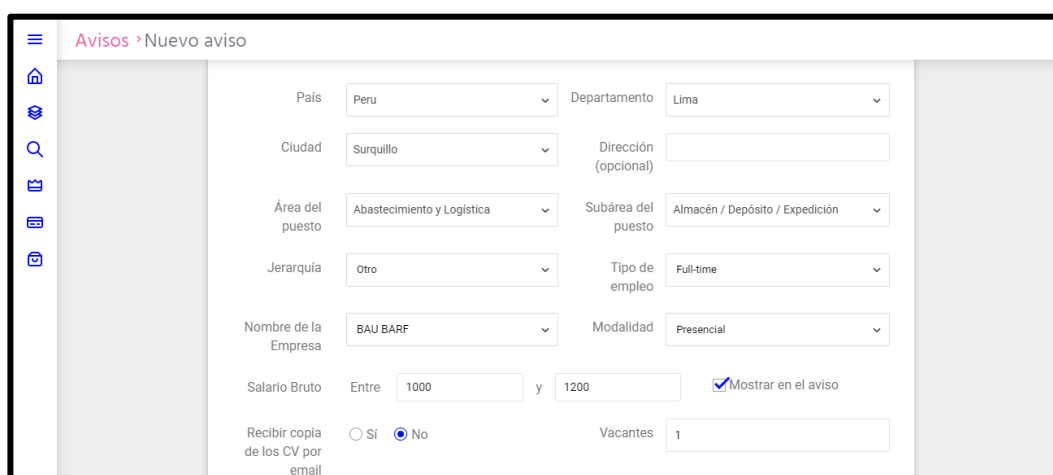 Avisos > Nuevo aviso
País Peru Departamento Lima
Ciudad Surquillo Dirección
(opcional)
Área del
puesto Abastecimiento y Logística Subárea del
puesto Almacén / Depósito / Expedición
Jerarquía Otro Tipo de
empleo Full-time
Nombre de la
Empresa BAU BARF Modalidad Presencial
Salario Bruto Entre 1000 y 1200 Mostrar en el aviso
Recibir copia
de los CV por
email Sí No Vacantes 1